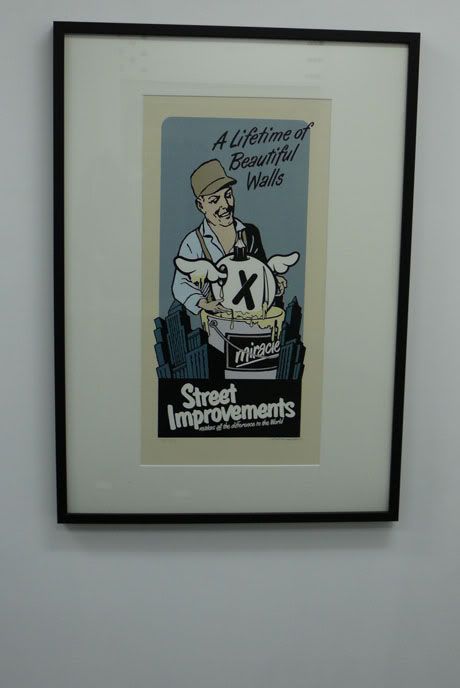 A Lifetime of
Beautiful
Walls
X
miracle
Street
Improvements
makes all the difference to the World